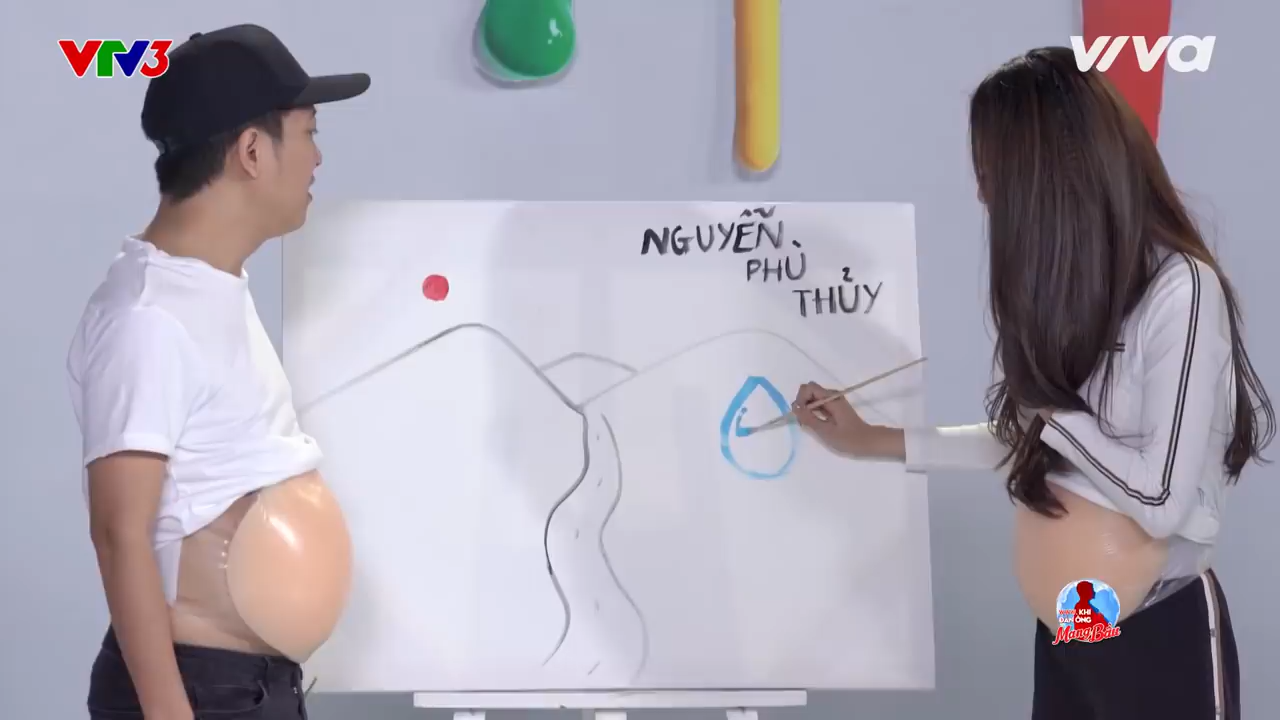 VTV3
VIVA
NGUYỄN
PHÙ
THỦY
KHI
ĐÀN ÔNG
Mang Bầu